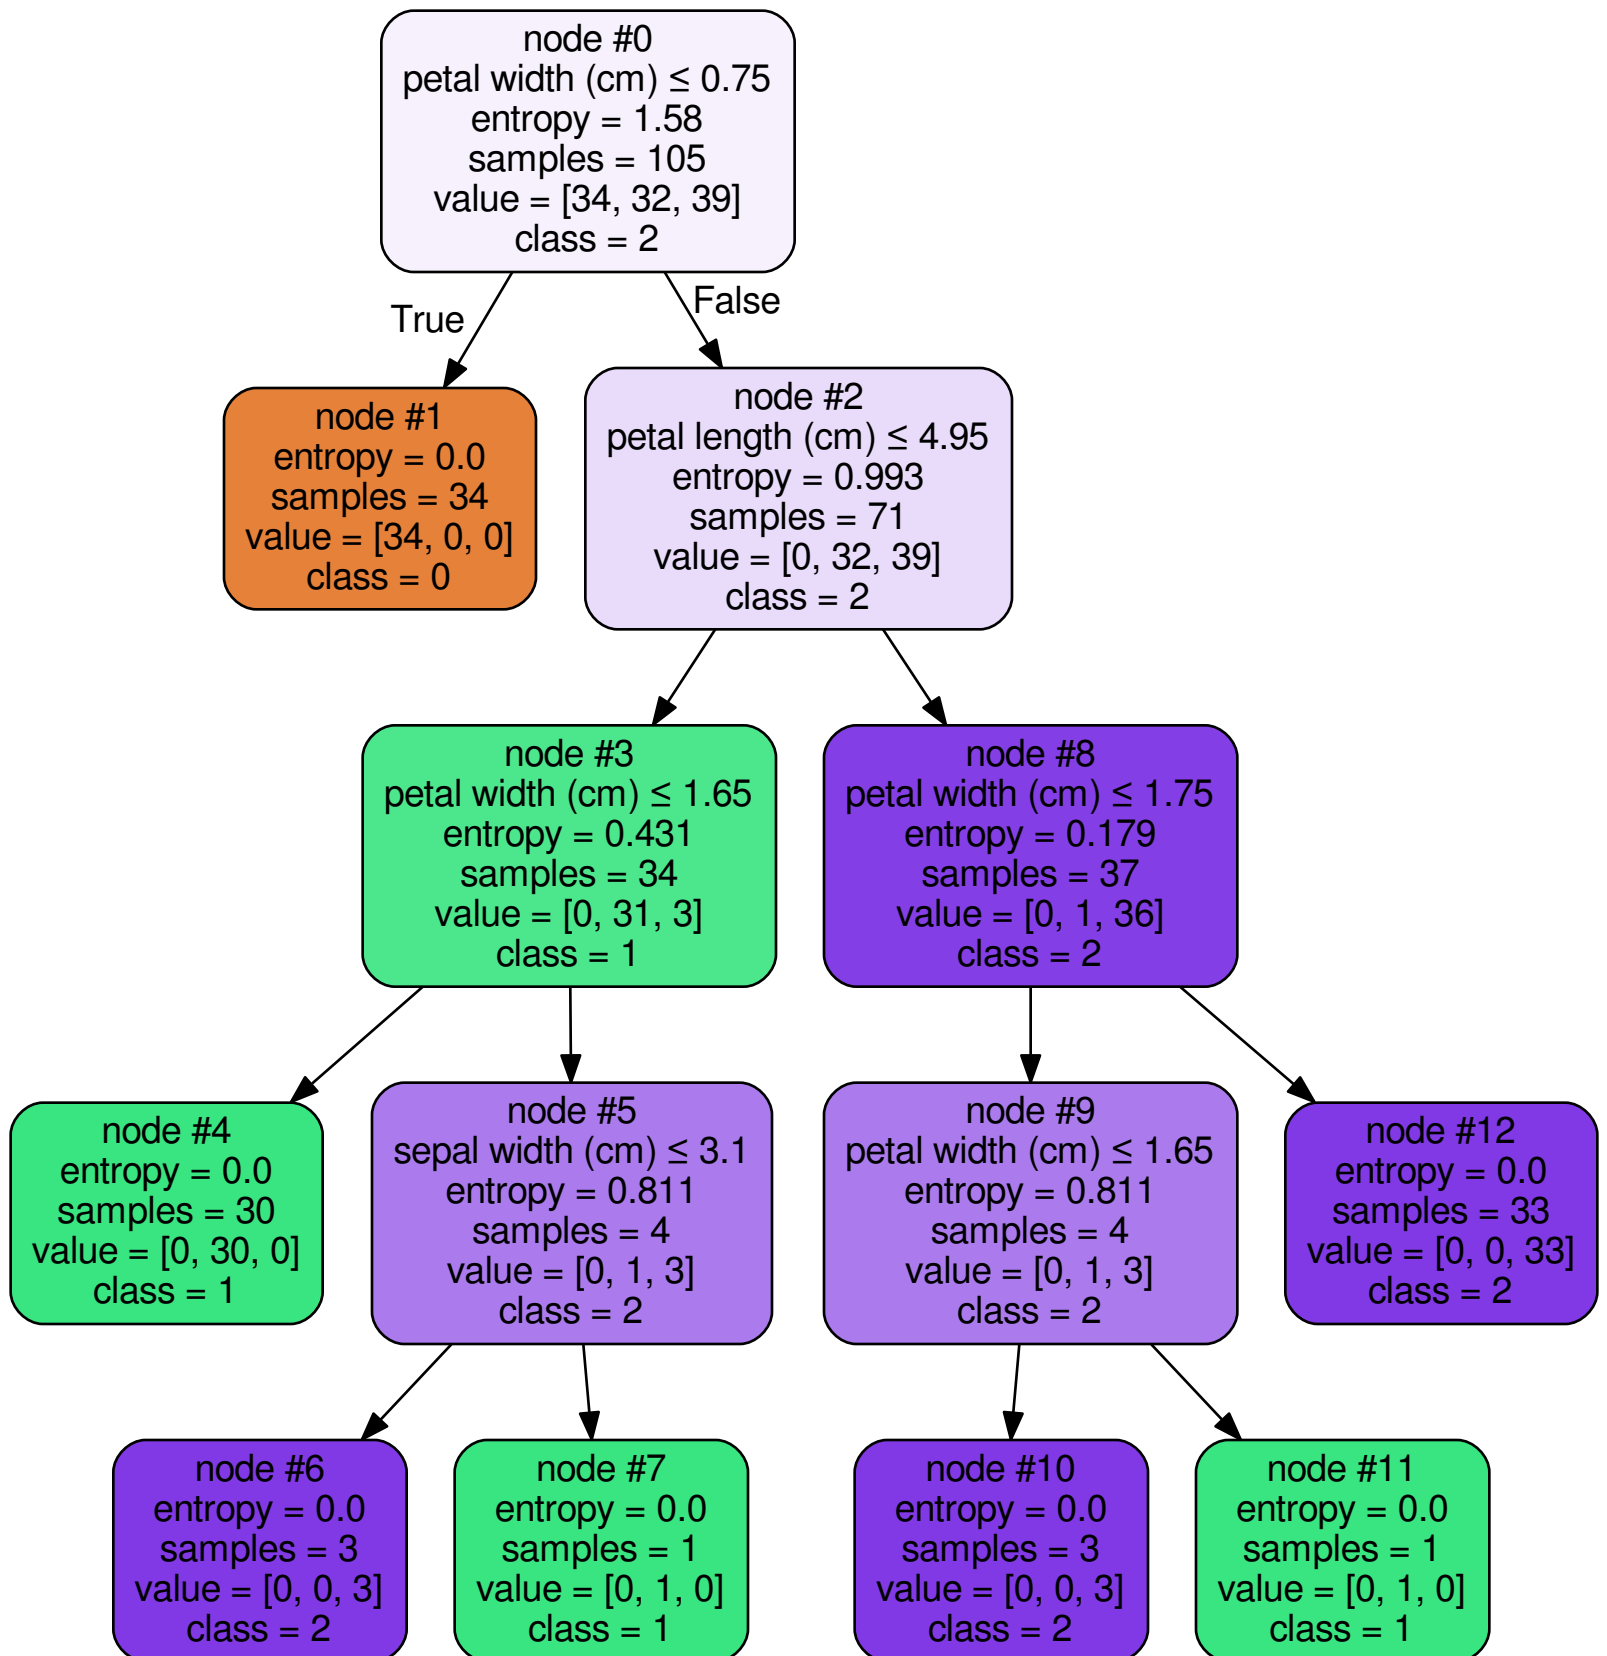 node #0
petal width (cm) ≤ 0.75
entropy = 1.58
samples = 105
value = [34, 32, 39]
class = 2
True
False
node #1
entropy = 0.0
samples = 34
value = [34, 0, 0]
class = 0
node #2
petal length (cm) ≤ 4.95
entropy = 0.993
samples = 71
value = [0, 32, 39]
class = 2
node #3
petal width (cm) ≤ 1.65
entropy = 0.431
samples = 34
value = [0, 31, 3]
class = 1
node #8
petal width (cm) ≤ 1.75
entropy = 0.179
samples = 37
value = [0, 1, 36]
class = 2
node #4
entropy = 0.0
samples = 30
value = [0, 30, 0]
class = 1
node #5
sepal width (cm) ≤ 3.1
entropy = 0.811
samples = 4
value = [0, 1, 3]
class = 2
node #9
petal width (cm) ≤ 1.65
entropy = 0.811
samples = 4
value = [0, 1, 3]
class = 2
node #12
entropy = 0.0
samples = 33
value = [0, 0, 33]
class = 2
node #6
entropy = 0.0
samples = 3
value = [0, 0, 3]
class = 2
node #7
entropy = 0.0
samples = 1
value = [0, 1, 0]
class = 1
node #10
entropy = 0.0
samples = 3
value = [0, 0, 3]
class = 2
node #11
entropy = 0.0
samples = 1
value = [0, 1, 0]
class = 1